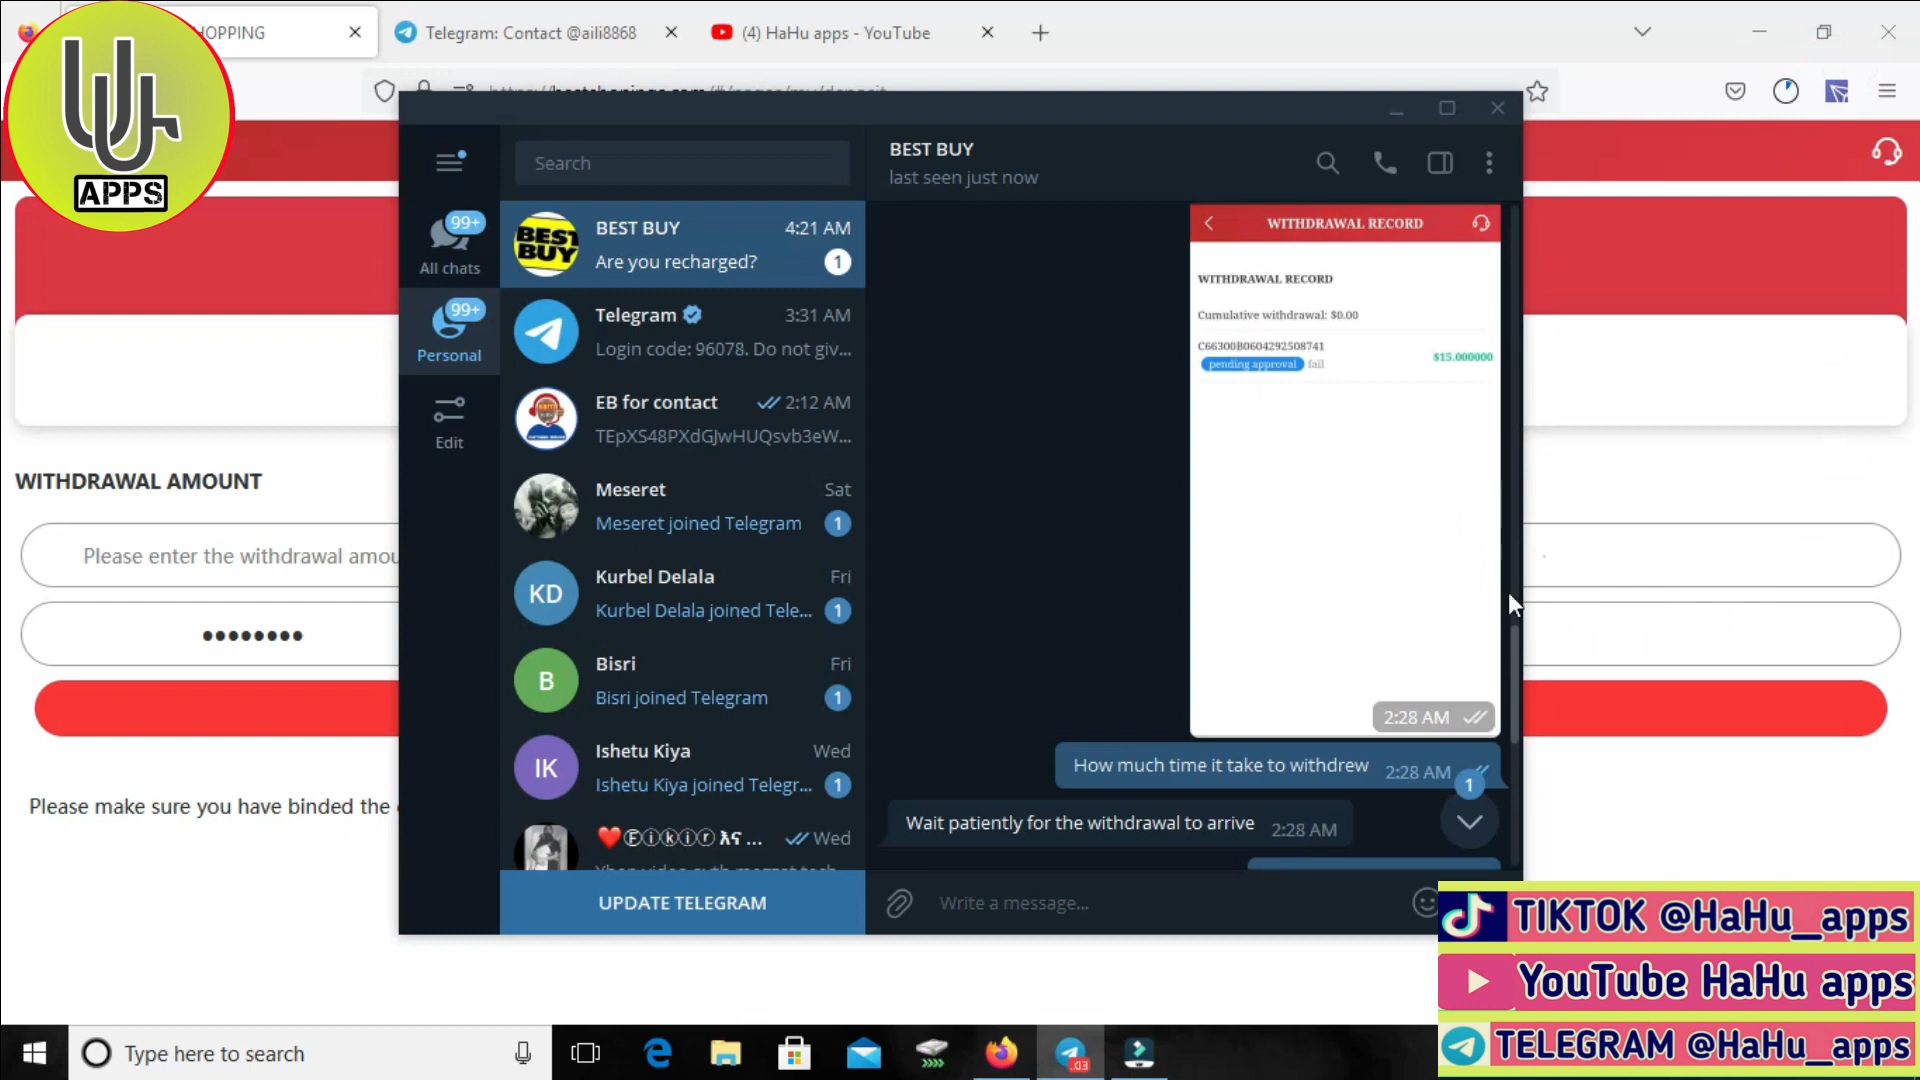 HOPPING
Telegram: Contact @aili8868
(4) HaHu apps - YouTube
APPS
Search
99+
All chats
99+
Personal
Edit
BEST BUY
BEST BUY
4:21 AM
Are you recharged?
1
Telegram
3:31 AM
Login code: 96078. Do not giv...
EB for contact
2:12 AM
TEpXS48PXdGJwHUQsvb3eW...
Meseret
Sat
Meseret joined Telegram
1
KD
Kurbel Delala
Fri
Kurbel Delala joined Tele...
1
B
Bisri
Fri
Bisri joined Telegram
1
IK
Ishetu Kiya
Wed
Ishetu Kiya joined Telegr...
1
❤️Ⓕⓘⓚⓘⓡ እና ...
Wed
UPDATE TELEGRAM
BEST BUY
last seen just now
WITHDRAWAL RECORD
WITHDRAWAL RECORD
Cumulative withdrawal: $0.00
C66300B0604292508741
pending approval fail
$15.000000
2:28 AM
How much time it take to withdrew 2:28 AM
1
Wait patiently for the withdrawal to arrive 2:28 AM
Write a message...
WITHDRAWAL AMOUNT
Please enter the withdrawal amou
Please make sure you have binded the
TIKTOK @HaHu_apps
YouTube HaHu apps
TELEGRAM @HaHu_apps
Type here to search
.03